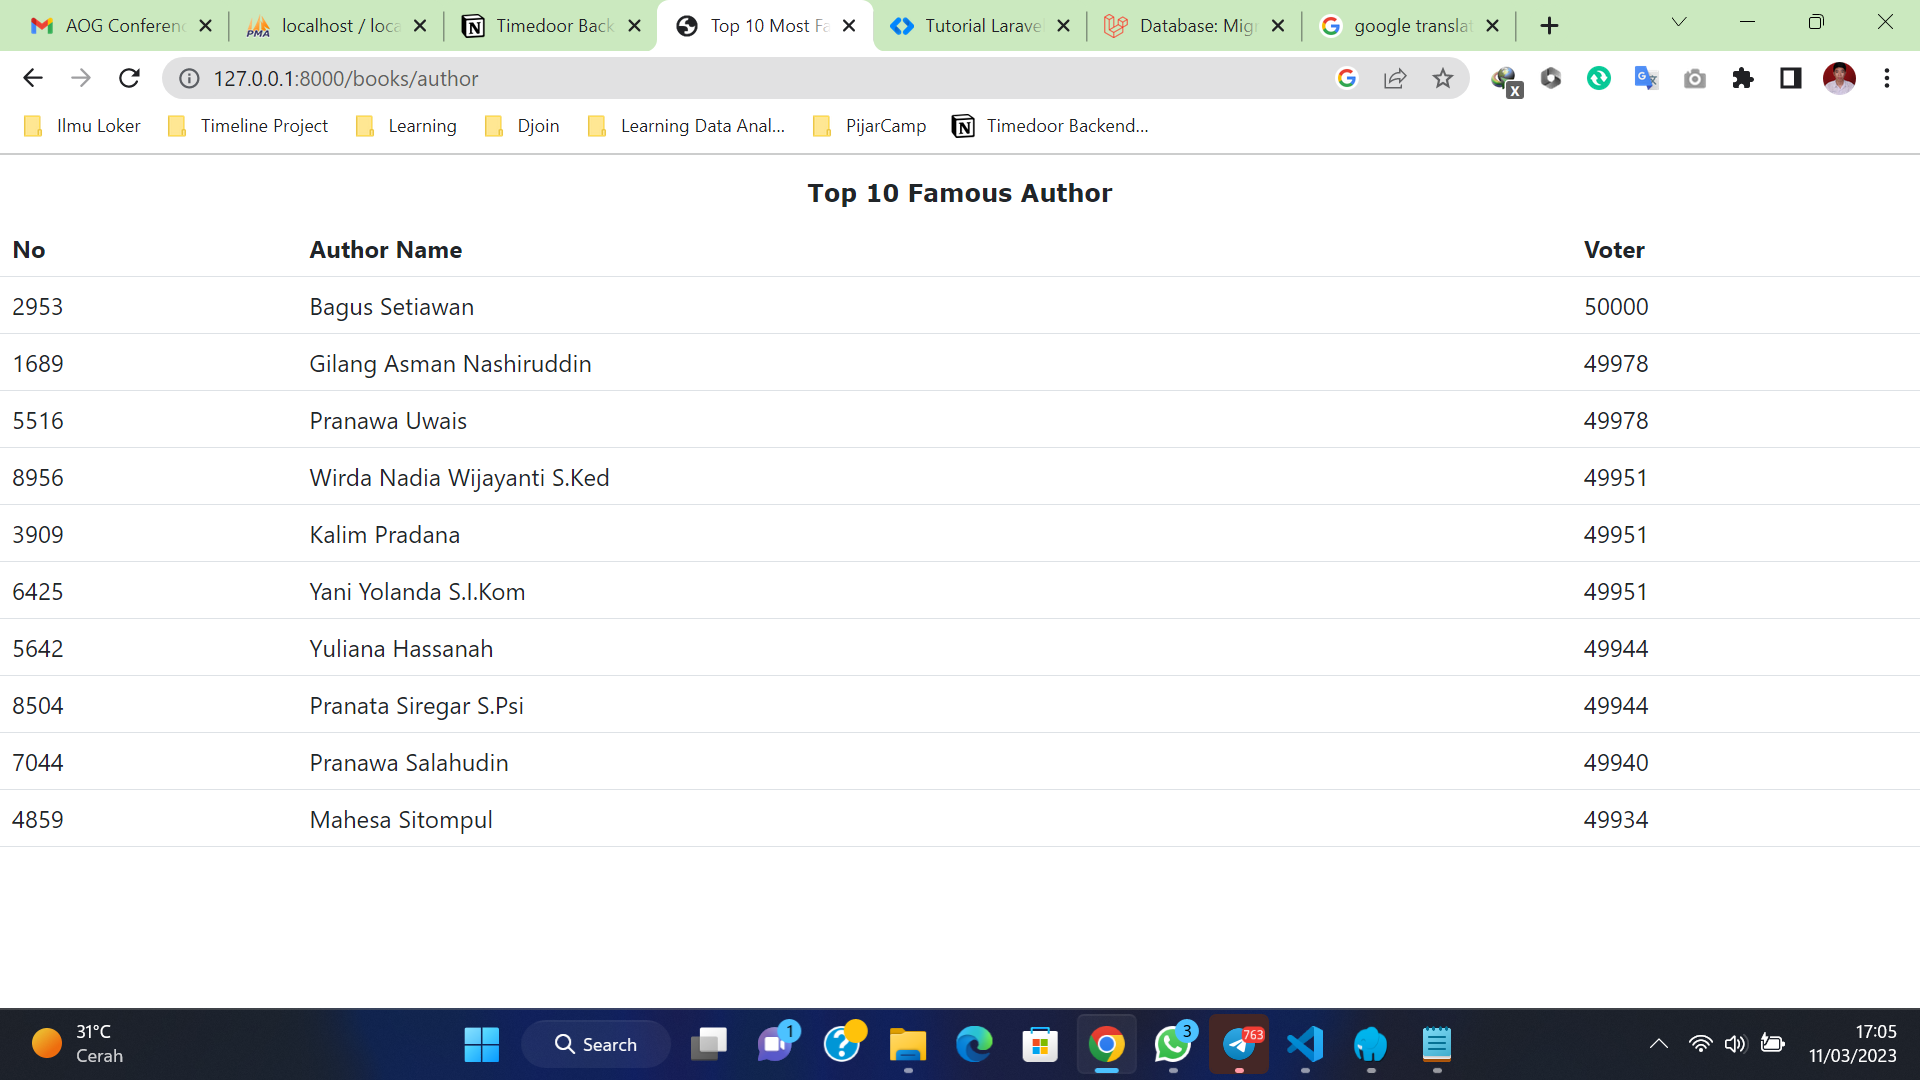 AOG Conferenc
localhost / loca
Timedoor Back
Top 10 Most Fa
Tutorial Larave
Database: Migr
google translat
127.0.0.1:8000/books/author
Ilmu Loker
Timeline Project
Learning
Djoin
Learning Data Anal...
PijarCamp
Timedoor Backend...
Top 10 Famous Author
No Author Name Voter
2953 Bagus Setiawan 50000
1689 Gilang Asman Nashiruddin 49978
5516 Pranawa Uwais 49978
8956 Wirda Nadia Wijayanti S.Ked 49951
3909 Kalim Pradana 49951
6425 Yani Yolanda S.I.Kom 49951
5642 Yuliana Hassanah 49944
8504 Pranata Siregar S.Psi 49944
7044 Pranawa Salahudin 49940
4859 Mahesa Sitompul 49934
31°C
Cerah
Search
1
3
763
17:05
11/03/2023